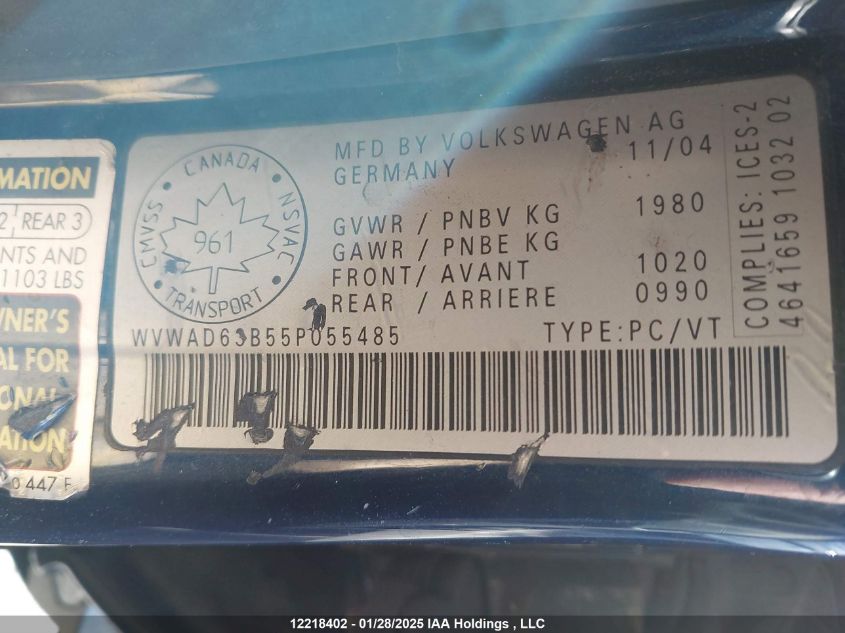 MATION
2 REAR 3
NTS AND
1103 LBS
NER'S
AL FOR
ONAL
ATION
447 F
CANADA
CMVSS
NSVAC
961
TRANSPORT
MFD BY VOLKSWAGEN AG
GERMANY 11/04
GVWR / PNBV KG 1980
GAWR / PNBE KG
FRONT/ AVANT 1020
REAR / ARRIERE 0990
WVWAD63B55P055485 TYPE:PC/VT
COMPLIES: ICES-2
4641659 1032 02
12218402 - 01/28/2025 IAA Holdings , LLC